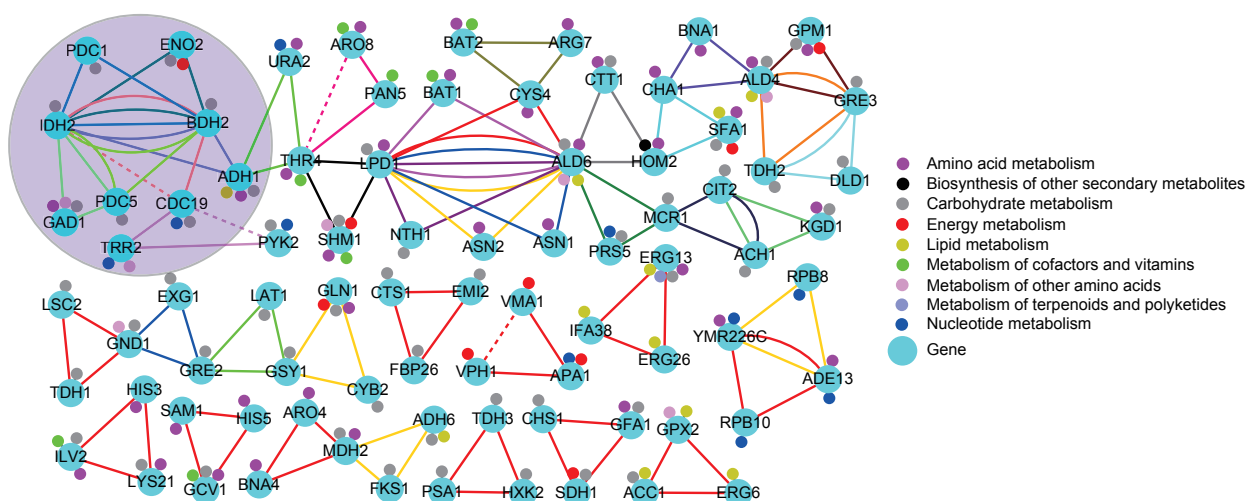 PDC1
ENO2
URA2
ARO8
BAT2
ARG7
BNA1
GPM1
IDH2
BDH2
PAN5
BAT1
CYS4
CTT1
CHA1
ALD4
GRE3
SFA1
ADH1
THR4
LPD1
ALD6
HOM2
TDH2
DLD1
GAD1
PDC5
CDC19
TRR2
PYK2
SHM1
NTH1
ASN2
ASN1
PRS5
MCR1
CIT2
ACH1
KGD1
Amino acid metabolism
Biosynthesis of other secondary metabolites
Carbohydrate metabolism
Energy metabolism
Lipid metabolism
Metabolism of cofactors and vitamins
Metabolism of other amino acids
Metabolism of terpenoids and polyketides
Nucleotide metabolism
Gene
LSC2
EXG1
LAT1
GLN1
CTS1
EMI2
VMA1
ERG13
RPB8
GND1
IFA38
YMR226C
TDH1
GRE2
GSY1
CYB2
FBP26
VPH1
APA1
ERG26
ADE13
RPB10
HIS3
SAM1
HIS5
ARO4
ADH6
TDH3
CHS1
GFA1
GPX2
ILV2
LYS21
GCV1
BNA4
MDH2
FKS1
PSA1
HXK2
SDH1
ACC1
ERG6